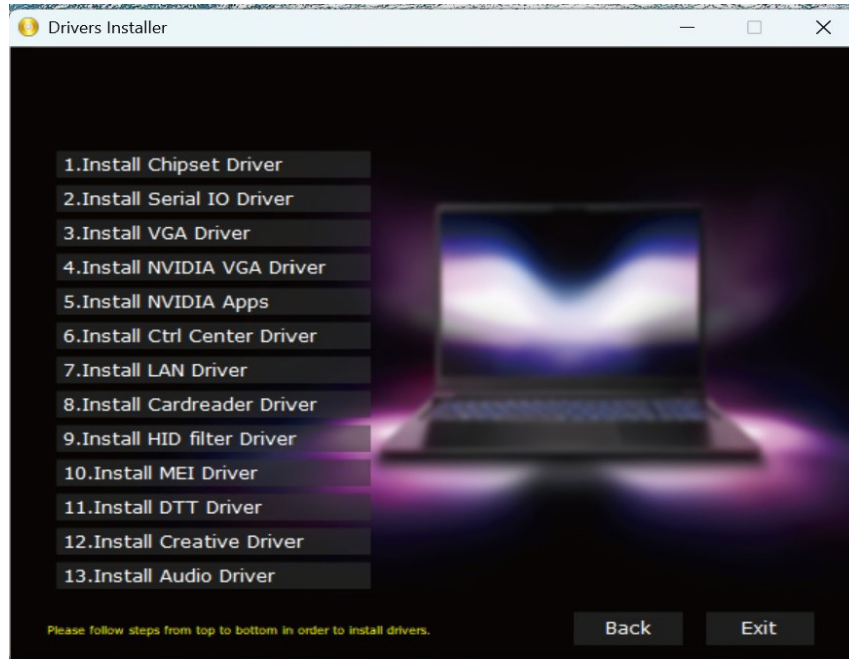 Drivers Installer
1.Install Chipset Driver
2.Install Serial IO Driver
3.Install VGA Driver
4.Install NVIDIA VGA Driver
5.Install NVIDIA Apps
6.Install Ctrl Center Driver
7.Install LAN Driver
8.Install Cardreader Driver
9.Install HID filter Driver
10.Install MEI Driver
11.Install DTT Driver
12.Install Creative Driver
13.Install Audio Driver
Please follow steps from top to bottom in order to install drivers.
Back
Exit